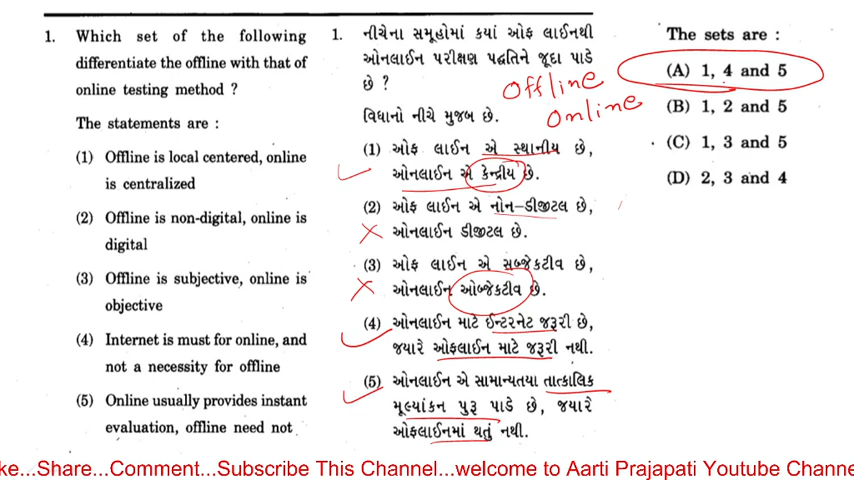 1. Which set of the following
differentiate the offline with that of
online testing method ?
The statements are :
(1) Offline is local centered, online
is centralized
(2) Offline is non-digital, online is
digital
(3) Offline is subjective, online is
objective
(4) Internet is must for online, and
not a necessity for offline
(5) Online usually provides instant
evaluation, offline need not
1. નીચેના સમૂહોમાં કયાં ઓફ લાઈનથી
ઓનલાઈન પરીક્ષણ પદ્ધતિને જૂદા પાડે
છે ?
વિધાનો નીચે મુજબ છે.
(1) ઓફ લાઈન એ સ્થાનીય છે,
ઓનલાઈન એ કેન્દ્રીય છે.
(2) ઓફ લાઈન એ નોન-ડીજીટલ છે,
ઓનલાઈન ડીજીટલ છે.
(3) ઓફ લાઈન એ સબ્જેકટીવ છે,
ઓનલાઈન ઓબ્જેકટીવ છે.
(4) ઓનલાઈન માટે ઈન્ટરનેટ જરૂરી છે,
જ્યારે ઓફલાઈન માટે જરૂરી નથી.
(5) ઓનલાઈન એ સામાન્યતયા તાત્કાલિક
મૂલ્યાંકન પુરૂ પાડે છે, જયારે
ઓફલાઈનમાં થતું નથી.
Offline
Online
The sets are :
(A) 1, 4 and 5
(B) 1, 2 and 5
(C) 1, 3 and 5
(D) 2, 3 and 4
ke...Share...Comment...Subscribe This Channel...welcome to Aarti Prajapati Youtube Channe